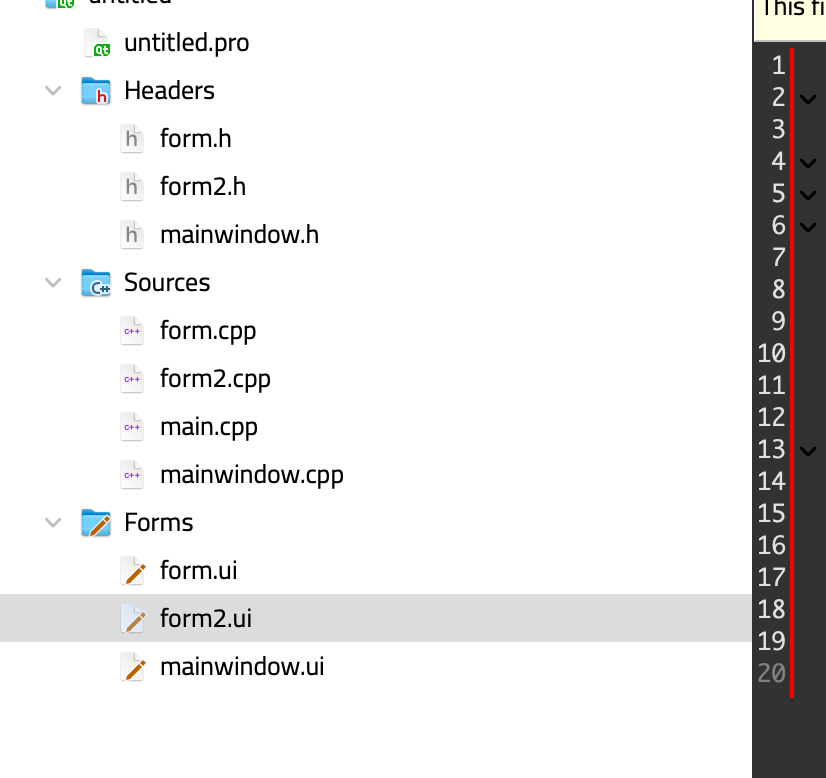 untitled
This fi
untitled.pro
Headers
form.h
form2.h
mainwindow.h
Sources
form.cpp
form2.cpp
main.cpp
mainwindow.cpp
Forms
form.ui
form2.ui
mainwindow.ui
1
2
3
4
5
6
7
8
9
10
11
12
13
14
15
16
17
18
19
20